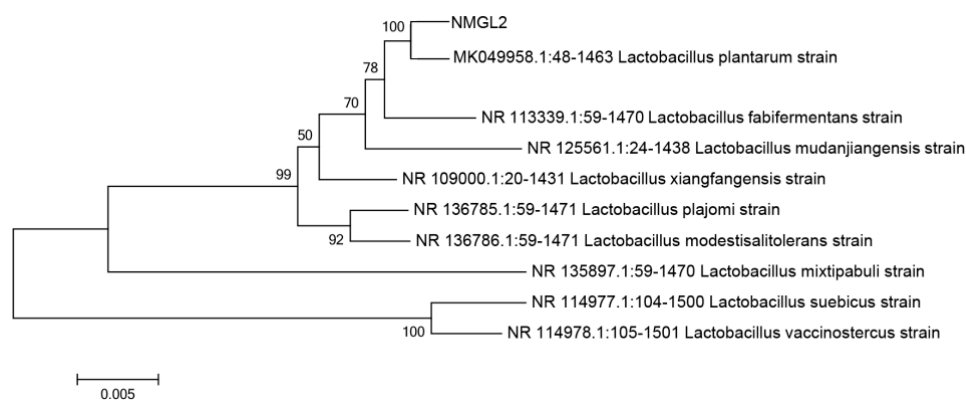 100
NMGL2
MK049958.1:48-1463 Lactobacillus plantarum strain
78
NR 113339.1:59-1470 Lactobacillus fabifermentans strain
70
NR 125561.1:24-1438 Lactobacillus mudanjiangensis strain
50
NR 109000.1:20-1431 Lactobacillus xiangfangensis strain
99
NR 136785.1:59-1471 Lactobacillus plajomi strain
92
NR 136786.1:59-1471 Lactobacillus modestisalitolerans strain
NR 135897.1:59-1470 Lactobacillus mixtipabuli strain
NR 114977.1:104-1500 Lactobacillus suebicus strain
100
NR 114978.1:105-1501 Lactobacillus vaccinostercus strain
0.005